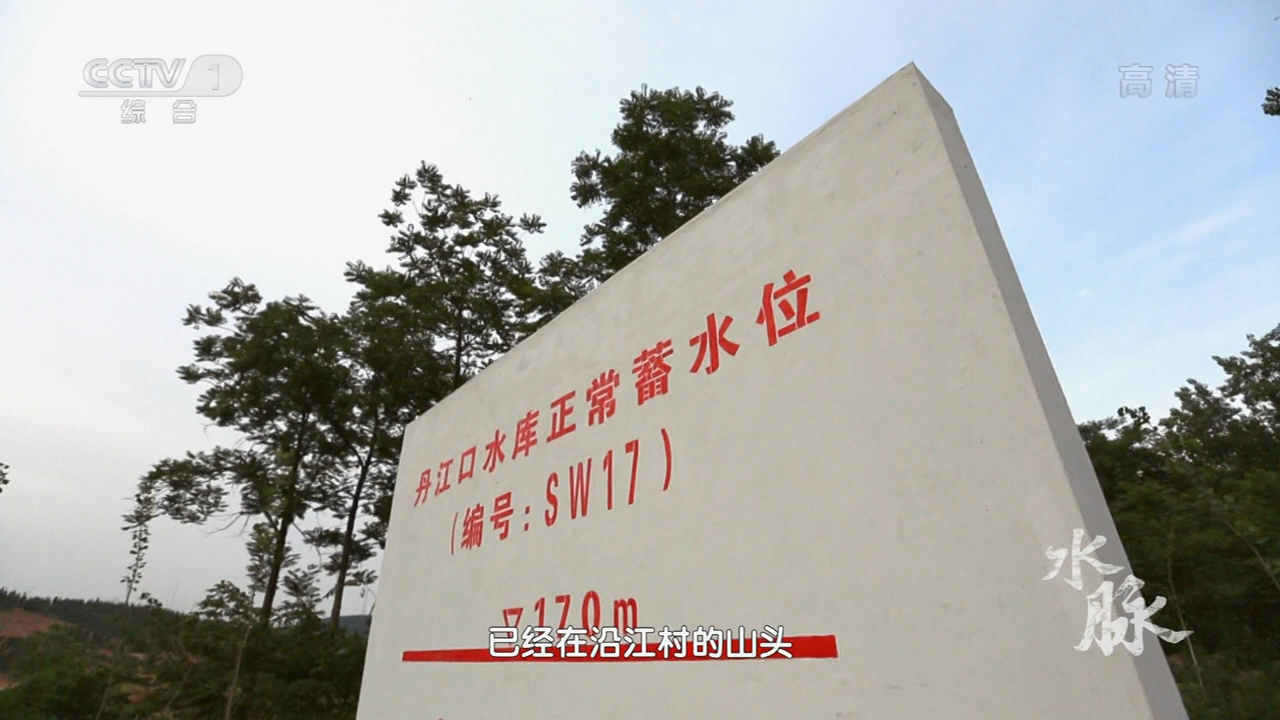 CCTV 1
综合
高清
丹江口水库正常蓄水位
(编号:SW17)
▽170m
已经在沿江村的山头
水脉